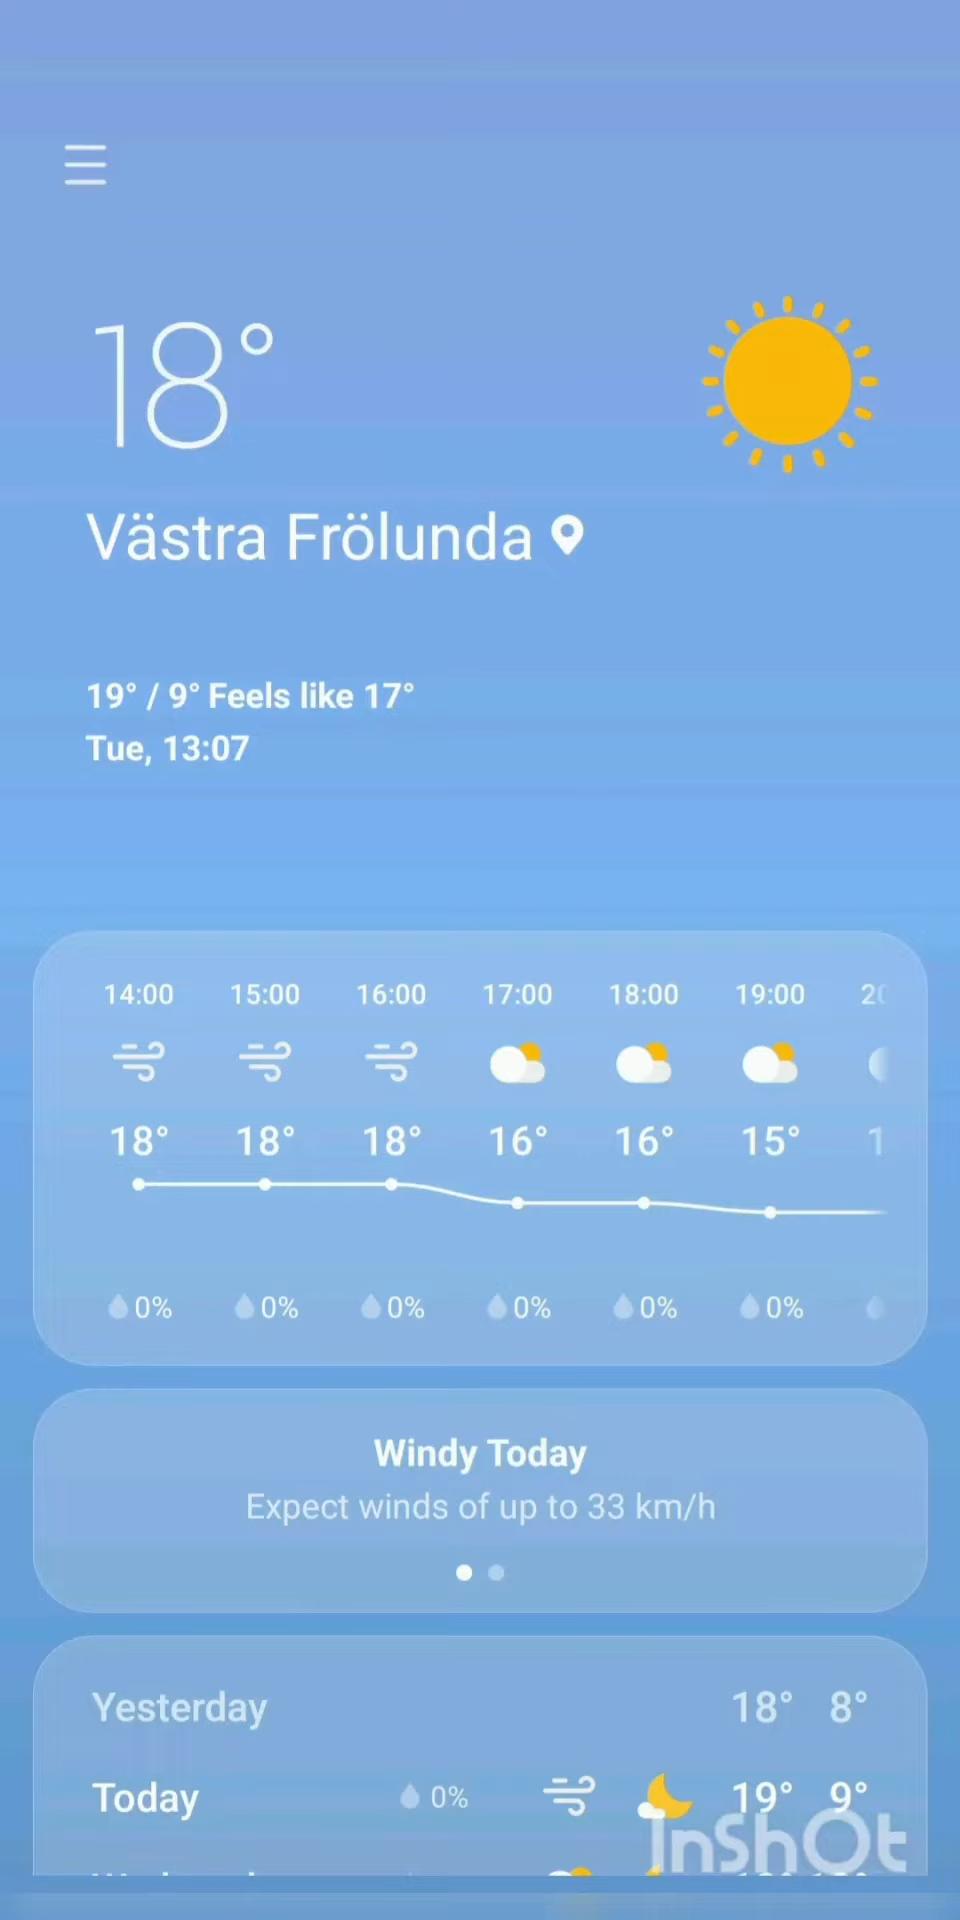 18°
Västra Frölunda
19° / 9° Feels like 17°
Tue, 13:07
14:00 15:00 16:00 17:00 18:00 19:00
18° 18° 18° 16° 16° 15°
0% 0% 0% 0% 0% 0%
Windy Today
Expect winds of up to 33 km/h
Yesterday 18° 8°
Today 0% 19° 9°
InShOt